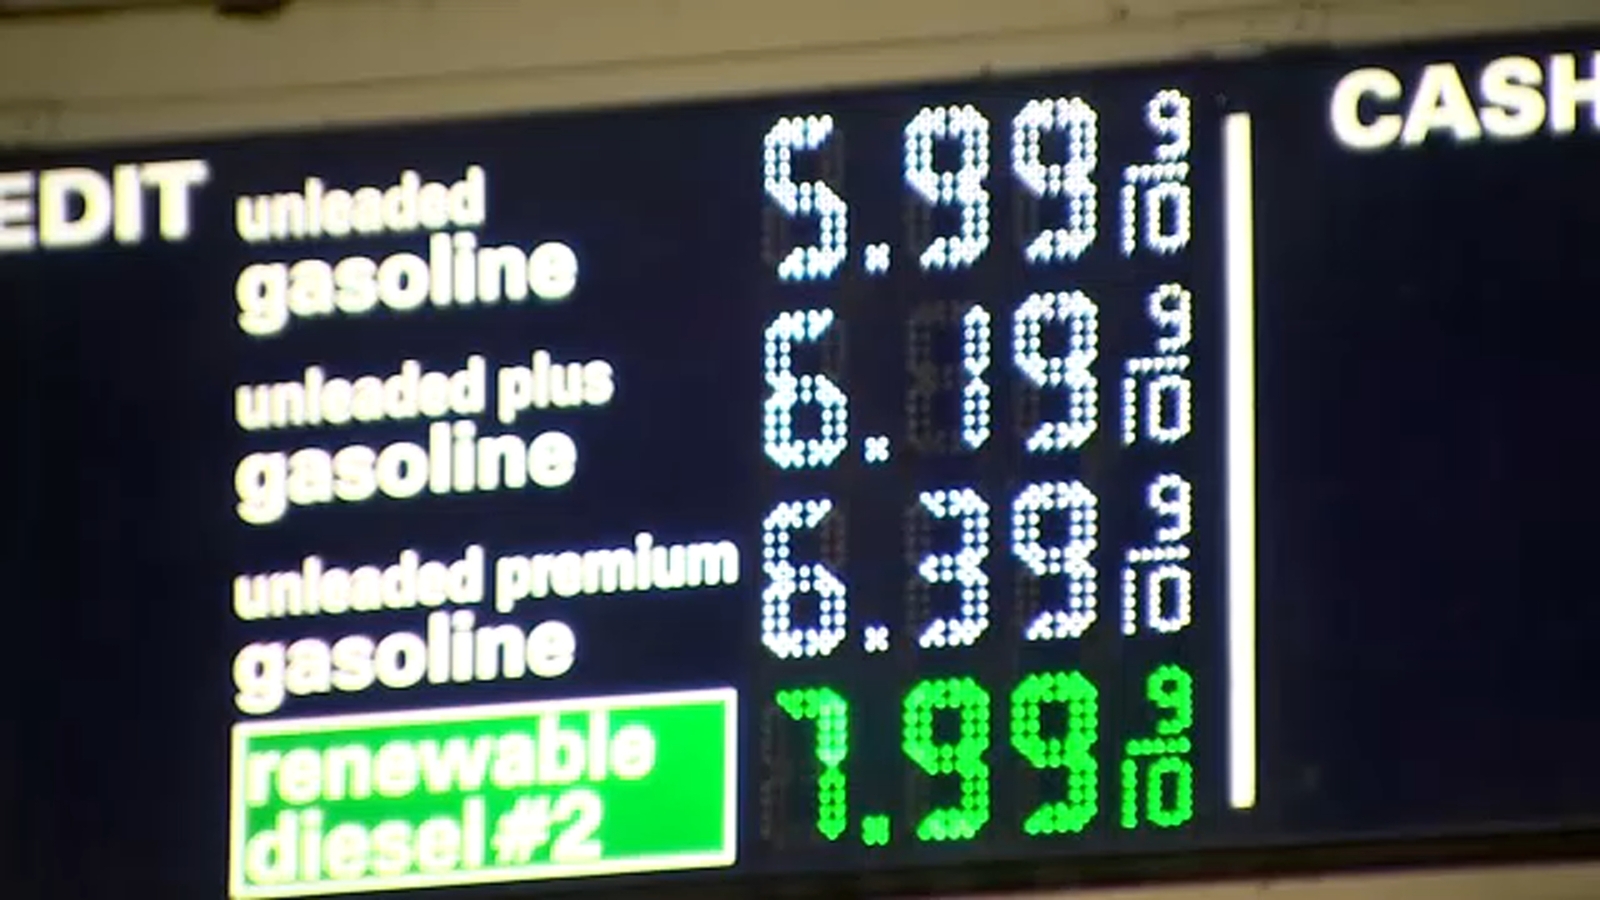 EDIT
CASH
unleaded
gasoline
5.99 9/10
unleaded plus
gasoline
6.19 9/10
unleaded premium
gasoline
6.39 9/10
renewable
diesel #2
7.99 9/10